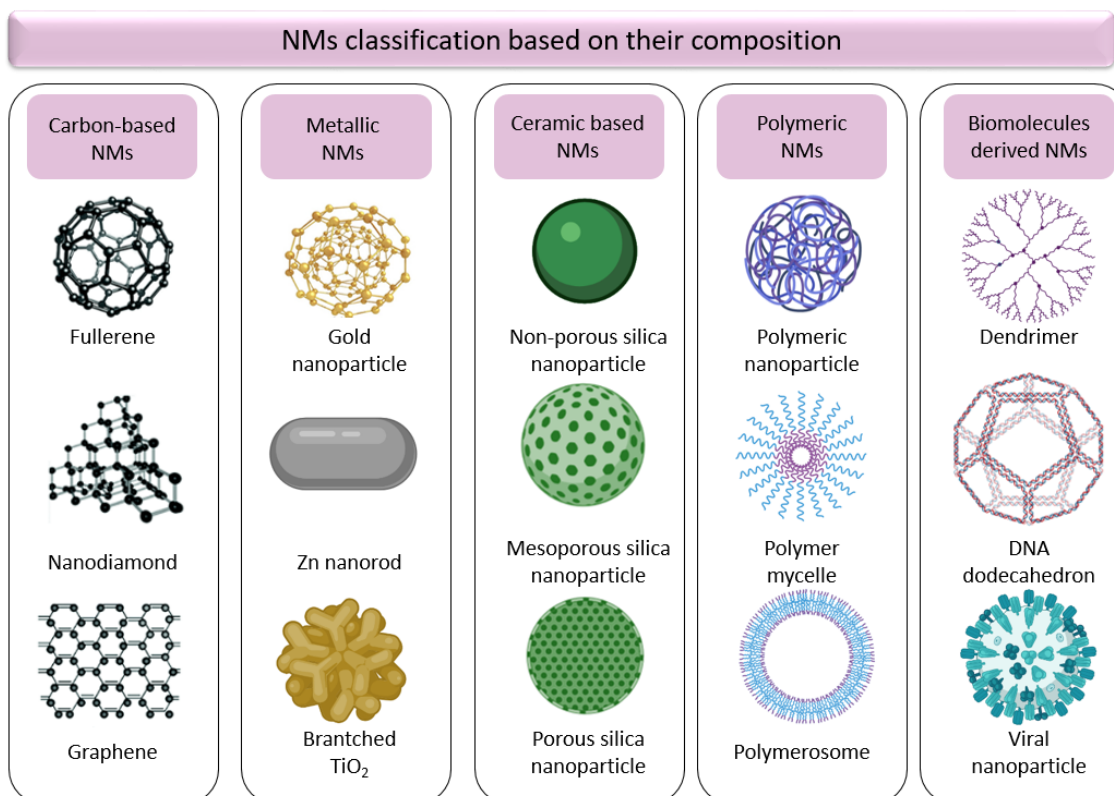 NMs classification based on their composition
Carbon-based
NMs
Fullerene
Nanodiamond
Graphene
Metallic
NMs
Gold
nanoparticle
Zn nanorod
Brantched
TiO₂
Ceramic based
NMs
Non-porous silica
nanoparticle
Mesoporous silica
nanoparticle
Porous silica
nanoparticle
Polymeric
NMs
Polymeric
nanoparticle
Polymer
mycelle
Polymerosome
Biomolecules
derived NMs
Dendrimer
DNA
dodecahedron
Viral
nanoparticle